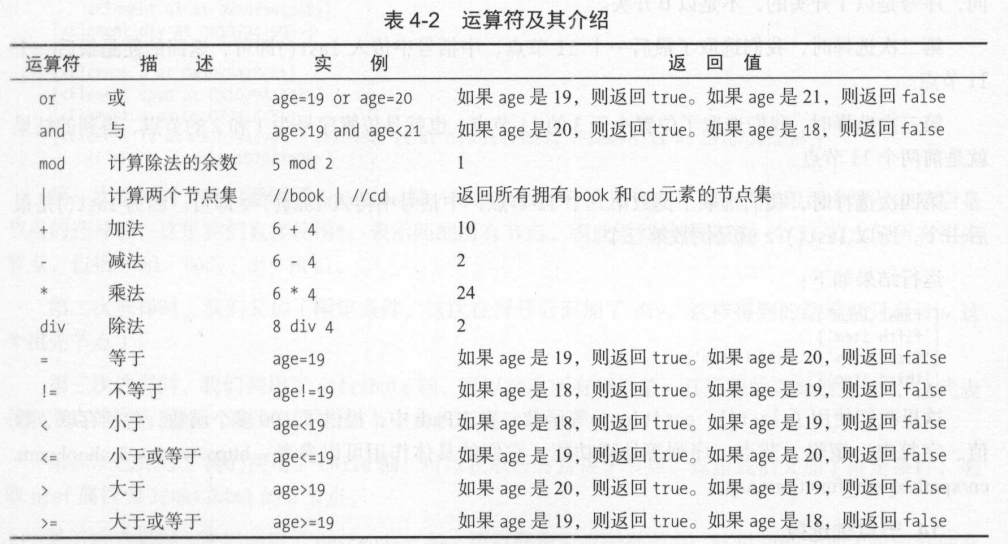 表 4-2 运算符及其介绍
运算符 描 述 实 例 返 回 值
or 或 age=19 or age=20 如果 age 是 19，则返回 true。如果 age 是 21，则返回 false
and 与 age>19 and age<21 如果 age 是 20，则返回 true。如果 age 是 18，则返回 false
mod 计算除法的余数 5 mod 2 1
| 计算两个节点集 //book | //cd 返回所有拥有 book 和 cd 元素的节点集
+ 加法 6 + 4 10
- 减法 6 - 4 2
* 乘法 6 * 4 24
div 除法 8 div 4 2
= 等于 age=19 如果 age 是 19，则返回 true。如果 age 是 20，则返回 false
!= 不等于 age!=19 如果 age 是 18，则返回 true。如果 age 是 19，则返回 false
< 小于 age<19 如果 age 是 18，则返回 true。如果 age 是 19，则返回 false
<= 小于或等于 age<=19 如果 age 是 19，则返回 true。如果 age 是 20，则返回 false
> 大于 age>19 如果 age 是 20，则返回 true。如果 age 是 19，则返回 false
>= 大于或等于 age>=19 如果 age 是 19，则返回 true。如果 age 是 18，则返回 false